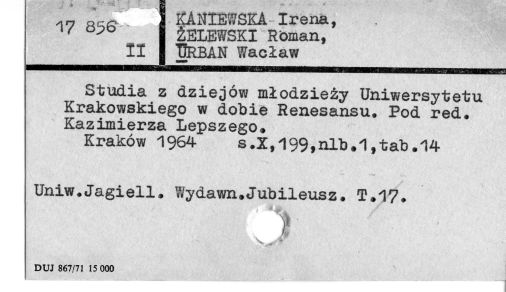 17 856
II
KANIEWSKA Irena,
ŻELEWSKI Roman,
URBAN Wacław
Studia z dziejów młodzieży Uniwersytetu
Krakowskiego w dobie Renesansu. Pod red.
Kazimierza Lepszego.
Kraków 1964 s.X,199,nlb.1,tab.14
Uniw.Jagiell. Wydawn.Jubileusz. T.17.
DUJ 867/71 15 000